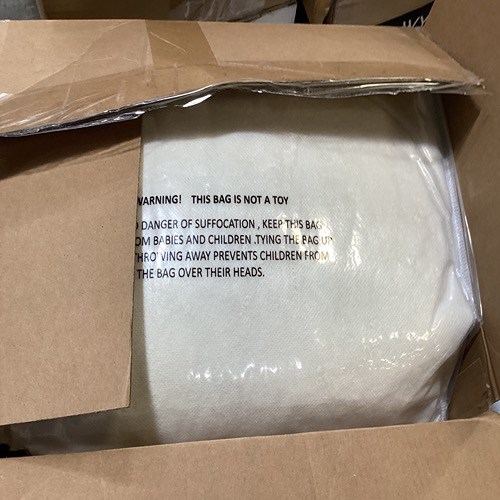 WARNING! THIS BAG IS NOT A TOY
DANGER OF SUFFOCATION , KEEP THIS BAG
OM BABIES AND CHILDREN .TYING THE BAG UP
THROWING AWAY PREVENTS CHILDREN FROM
THE BAG OVER THEIR HEADS.